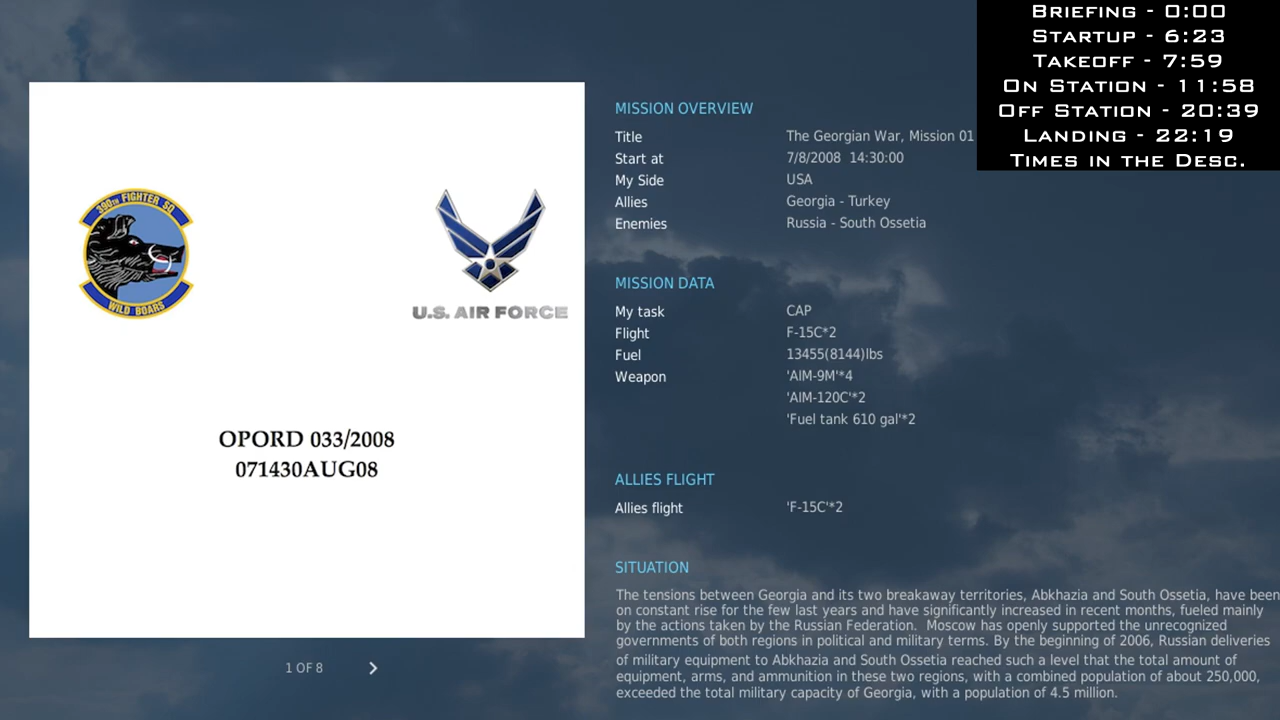 BRIEFING - 0:00
STARTUP - 6:23
TAKEOFF - 7:59
ON STATION - 11:58
OFF STATION - 20:39
LANDING - 22:19
TIMES IN THE DESC.
390TH FIGHTER SQ
WILD BOARS
U.S. AIR FORCE
OPORD 033/2008
071430AUG08
1 OF 8
MISSION OVERVIEW
Title The Georgian War, Mission 01
Start at 7/8/2008 14:30:00
My Side USA
Allies Georgia - Turkey
Enemies Russia - South Ossetia
MISSION DATA
My task CAP
Flight F-15C*2
Fuel 13455(8144)lbs
Weapon 'AIM-9M'*4
'AIM-120C'*2
'Fuel tank 610 gal'*2
ALLIES FLIGHT
Allies flight 'F-15C'*2
SITUATION
The tensions between Georgia and its two breakaway territories, Abkhazia and South Ossetia, have been
on constant rise for the few last years and have significantly increased in recent months, fueled mainly
by the actions taken by the Russian Federation. Moscow has openly supported the unrecognized
governments of both regions in political and military terms. By the beginning of 2006, Russian deliveries
of military equipment to Abkhazia and South Ossetia reached such a level that the total amount of
equipment, arms, and ammunition in these two regions, with a combined population of about 250,000,
exceeded the total military capacity of Georgia, with a population of 4.5 million.